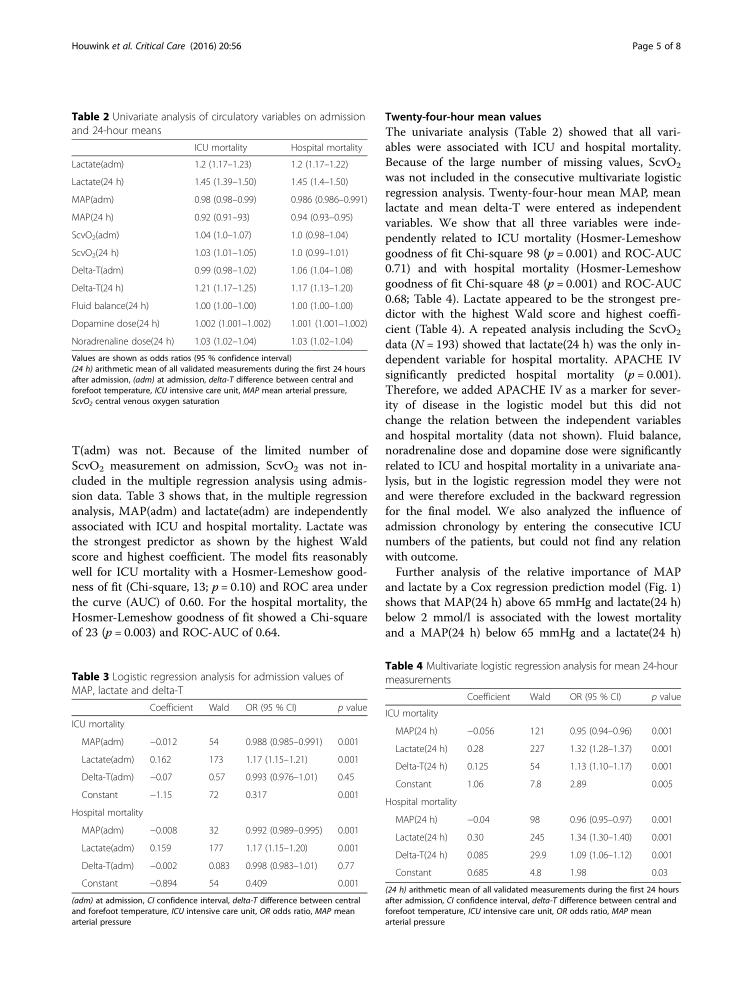 Houwink et al. Critical Care (2016) 20:56
Page 5 of 8
Table 2 Univariate analysis of circulatory variables on admission
and 24-hour means
ICU mortality Hospital mortality
Lactate(adm) 1.2 (1.17–1.23) 1.2 (1.17–1.22)
Lactate(24 h) 1.45 (1.39–1.50) 1.45 (1.4–1.50)
MAP(adm) 0.98 (0.98–0.99) 0.986 (0.986–0.991)
MAP(24 h) 0.92 (0.91–93) 0.94 (0.93–0.95)
ScvO2(adm) 1.04 (1.0–1.07) 1.0 (0.98–1.04)
ScvO2(24 h) 1.03 (1.01–1.05) 1.0 (0.99–1.01)
Delta-T(adm) 0.99 (0.98–1.02) 1.06 (1.04–1.08)
Delta-T(24 h) 1.21 (1.17–1.25) 1.17 (1.13–1.20)
Fluid balance(24 h) 1.00 (1.00–1.00) 1.00 (1.00–1.00)
Dopamine dose(24 h) 1.002 (1.001–1.002) 1.001 (1.001–1.002)
Noradrenaline dose(24 h) 1.03 (1.02–1.04) 1.03 (1.02–1.04)
Values are shown as odds ratios (95 % confidence interval)
(24 h) arithmetic mean of all validated measurements during the first 24 hours
after admission, (adm) at admission, delta-T difference between central and
forefoot temperature, ICU intensive care unit, MAP mean arterial pressure,
ScvO2 central venous oxygen saturation
T(adm) was not. Because of the limited number of
ScvO2 measurement on admission, ScvO2 was not in-
cluded in the multiple regression analysis using admis-
sion data. Table 3 shows that, in the multiple regression
analysis, MAP(adm) and lactate(adm) are independently
associated with ICU and hospital mortality. Lactate was
the strongest predictor as shown by the highest Wald
score and highest coefficient. The model fits reasonably
well for ICU mortality with a Hosmer-Lemeshow good-
ness of fit (Chi-square, 13; p = 0.10) and ROC area under
the curve (AUC) of 0.60. For the hospital mortality, the
Hosmer-Lemeshow goodness of fit showed a Chi-square
of 23 (p = 0.003) and ROC-AUC of 0.64.
Table 3 Logistic regression analysis for admission values of
MAP, lactate and delta-T
Coefficient Wald OR (95 % CI) p value
ICU mortality
MAP(adm) −0.012 54 0.988 (0.985–0.991) 0.001
Lactate(adm) 0.162 173 1.17 (1.15–1.21) 0.001
Delta-T(adm) −0.07 0.57 0.993 (0.976–1.01) 0.45
Constant −1.15 72 0.317 0.001
Hospital mortality
MAP(adm) −0.008 32 0.992 (0.989–0.995) 0.001
Lactate(adm) 0.159 177 1.17 (1.15–1.20) 0.001
Delta-T(adm) −0.002 0.083 0.998 (0.983–1.01) 0.77
Constant −0.894 54 0.409 0.001
(adm) at admission, CI confidence interval, delta-T difference between central
and forefoot temperature, ICU intensive care unit, OR odds ratio, MAP mean
arterial pressure
Twenty-four-hour mean values
The univariate analysis (Table 2) showed that all vari-
ables were associated with ICU and hospital mortality.
Because of the large number of missing values, ScvO2
was not included in the consecutive multivariate logistic
regression analysis. Twenty-four-hour mean MAP, mean
lactate and mean delta-T were entered as independent
variables. We show that all three variables were inde-
pendently related to ICU mortality (Hosmer-Lemeshow
goodness of fit Chi-square 98 (p = 0.001) and ROC-AUC
0.71) and with hospital mortality (Hosmer-Lemeshow
goodness of fit Chi-square 48 (p = 0.001) and ROC-AUC
0.68; Table 4). Lactate appeared to be the strongest pre-
dictor with the highest Wald score and highest coeffi-
cient (Table 4). A repeated analysis including the ScvO2
data (N = 193) showed that lactate(24 h) was the only in-
dependent variable for hospital mortality. APACHE IV
significantly predicted hospital mortality (p = 0.001).
Therefore, we added APACHE IV as a marker for sever-
ity of disease in the logistic model but this did not
change the relation between the independent variables
and hospital mortality (data not shown). Fluid balance,
noradrenaline dose and dopamine dose were significantly
related to ICU and hospital mortality in a univariate ana-
lysis, but in the logistic regression model they were not
and were therefore excluded in the backward regression
for the final model. We also analyzed the influence of
admission chronology by entering the consecutive ICU
numbers of the patients, but could not find any relation
with outcome.
Further analysis of the relative importance of MAP
and lactate by a Cox regression prediction model (Fig. 1)
shows that MAP(24 h) above 65 mmHg and lactate(24 h)
below 2 mmol/l is associated with the lowest mortality
and a MAP(24 h) below 65 mmHg and a lactate(24 h)
Table 4 Multivariate logistic regression analysis for mean 24-hour
measurements
Coefficient Wald OR (95 % CI) p value
ICU mortality
MAP(24 h) −0.056 121 0.95 (0.94–0.96) 0.001
Lactate(24 h) 0.28 227 1.32 (1.28–1.37) 0.001
Delta-T(24 h) 0.125 54 1.13 (1.10–1.17) 0.001
Constant 1.06 7.8 2.89 0.005
Hospital mortality
MAP(24 h) −0.04 98 0.96 (0.95–0.97) 0.001
Lactate(24 h) 0.30 245 1.34 (1.30–1.40) 0.001
Delta-T(24 h) 0.085 29.9 1.09 (1.06–1.12) 0.001
Constant 0.685 4.8 1.98 0.03
(24 h) arithmetic mean of all validated measurements during the first 24 hours
after admission, CI confidence interval, delta-T difference between central and
forefoot temperature, ICU intensive care unit, OR odds ratio, MAP mean
arterial pressure